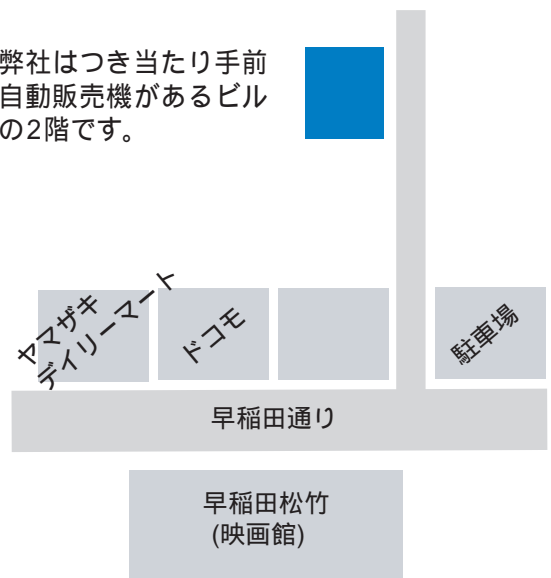 弊社はつき当たり手前
自動販売機があるビル
の2階です。
ヤマザキ
デイリーマート
ドコモ
駐車場
早稲田通り
早稲田松竹
(映画館)